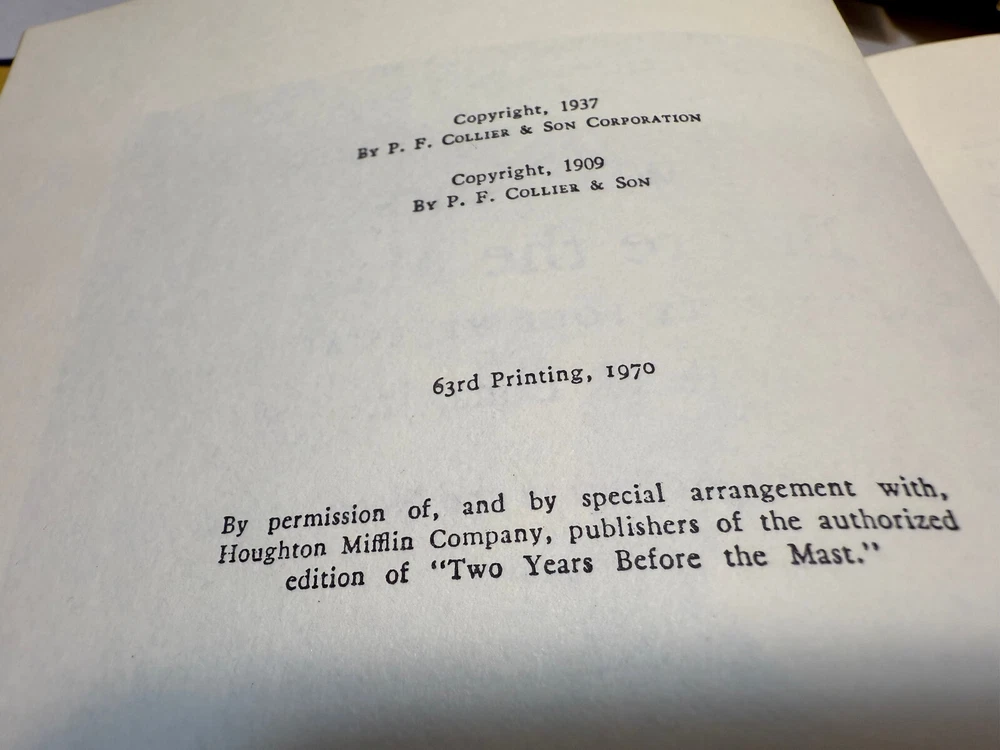 Copyright, 1937
By P. F. Collier & Son Corporation
Copyright, 1909
By P. F. Collier & Son
63rd Printing, 1970
By permission of, and by special arrangement with,
Houghton Mifflin Company, publishers of the authorized
edition of “Two Years Before the Mast.”